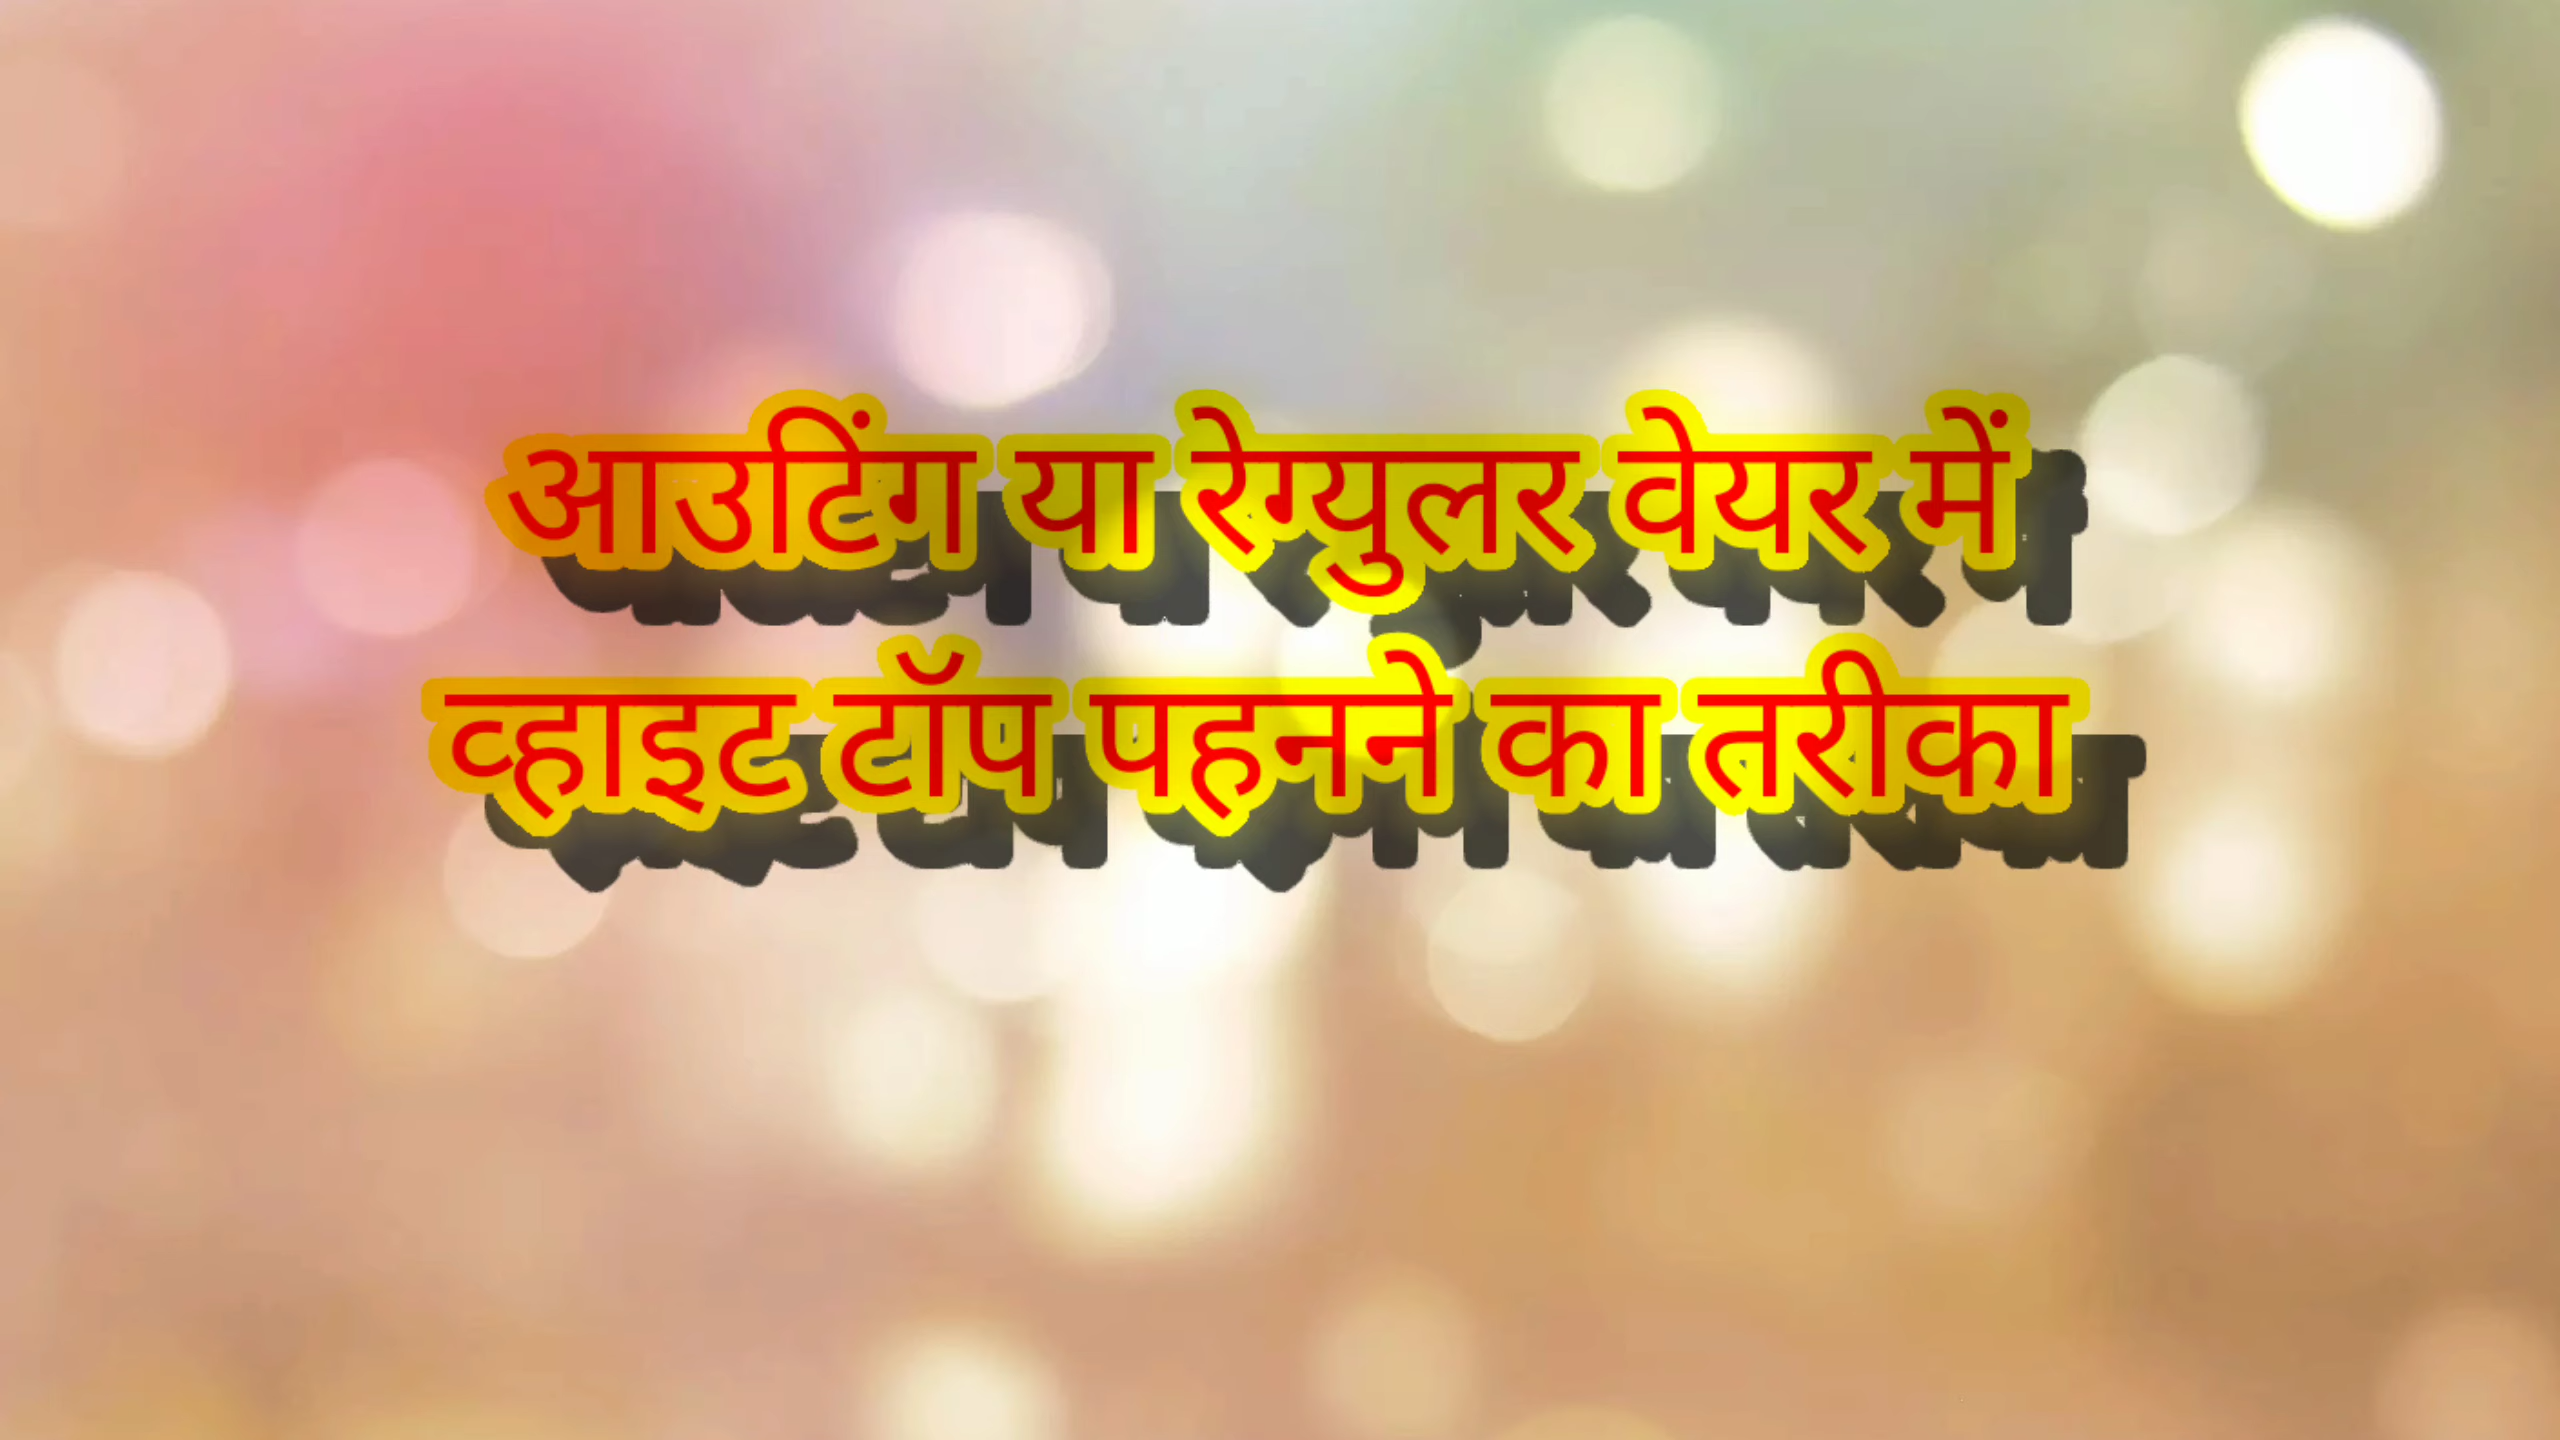 आउटिंग या रेग्युलर वेयर में
व्हाइट टॉप पहनने का तरीका